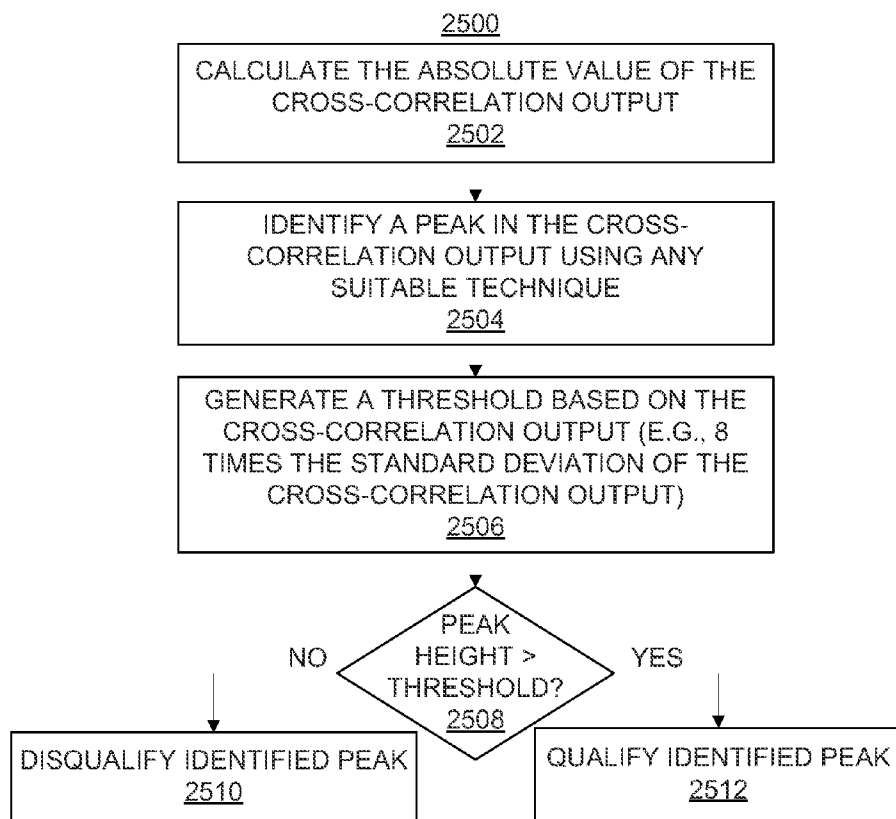 2500
CALCULATE THE ABSOLUTE VALUE OF THE
CROSS-CORRELATION OUTPUT
2502
IDENTIFY A PEAK IN THE CROSS-
CORRELATION OUTPUT USING ANY
SUITABLE TECHNIQUE
2504
GENERATE A THRESHOLD BASED ON THE
CROSS-CORRELATION OUTPUT (E.G., 8
TIMES THE STANDARD DEVIATION OF THE
CROSS-CORRELATION OUTPUT)
2506
PEAK
HEIGHT >
THRESHOLD?
2508
NO
YES
DISQUALIFY IDENTIFIED PEAK
2510
QUALIFY IDENTIFIED PEAK
2512